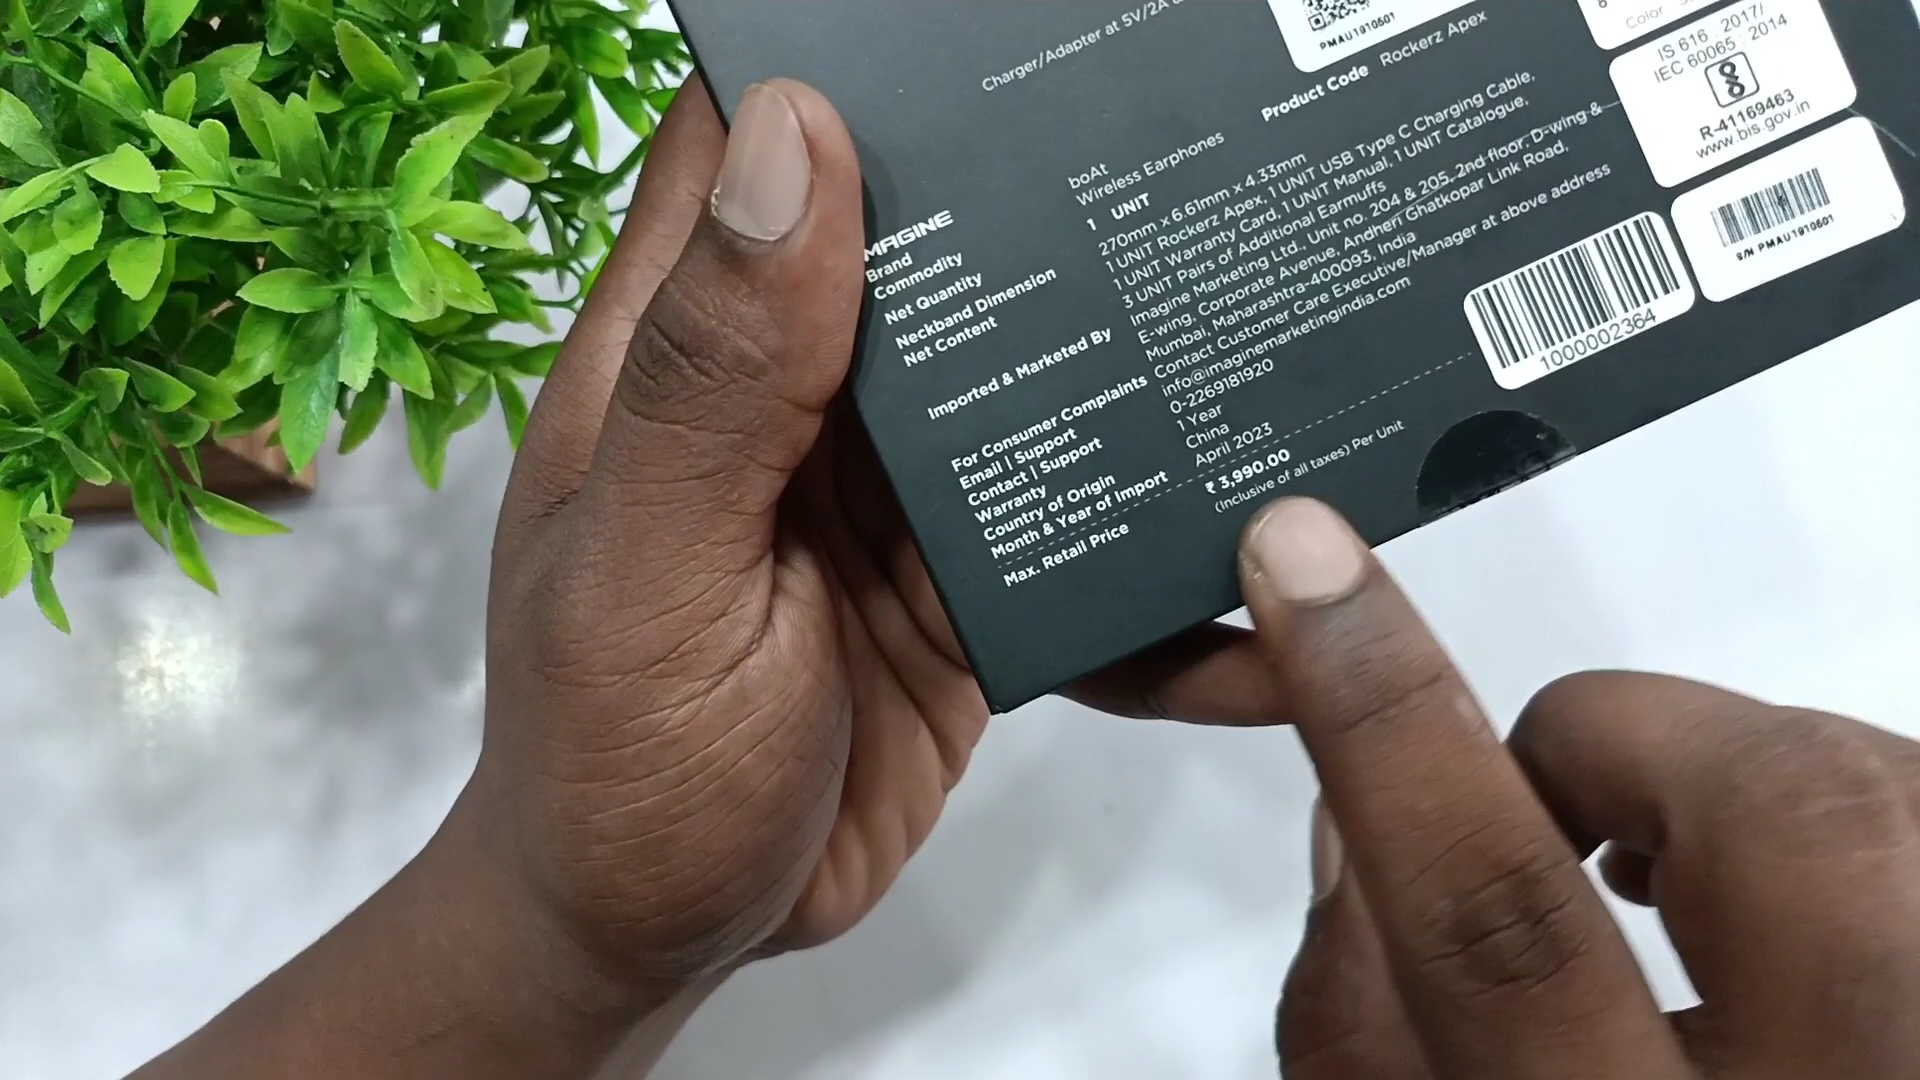 Charger/Adapter at 5V/2A
PMAU1910601
Product Code Rockerz Apex
Color
IS 616 : 2017/
IEC 60065 : 2014
R-41169463
www.bis.gov.in
S/N PMAU1910601
1000002364
MAGINE
Brand boAt
Commodity Wireless Earphones
Net Quantity 1 UNIT
Neckband Dimension 270mm x 6.61mm x 4.33mm
Net Content 1 UNIT Rockerz Apex, 1 UNIT USB Type C Charging Cable,
1 UNIT Warranty Card, 1 UNIT Manual, 1 UNIT Catalogue,
3 UNIT Pairs of Additional Earmuffs
Imported & Marketed By Imagine Marketing Ltd., Unit no. 204 & 205, 2nd floor, D-wing &
E-wing, Corporate Avenue, Andheri Ghatkopar Link Road,
Mumbai, Maharashtra-400093, India
For Consumer Complaints Contact Customer Care Executive/Manager at above address
Email | Support info@imaginemarketingindia.com
Contact | Support 0-2269181920
Warranty 1 Year
Country of Origin China
Month & Year of Import April 2023
Max. Retail Price ₹ 3,990.00
(Inclusive of all taxes) Per Unit